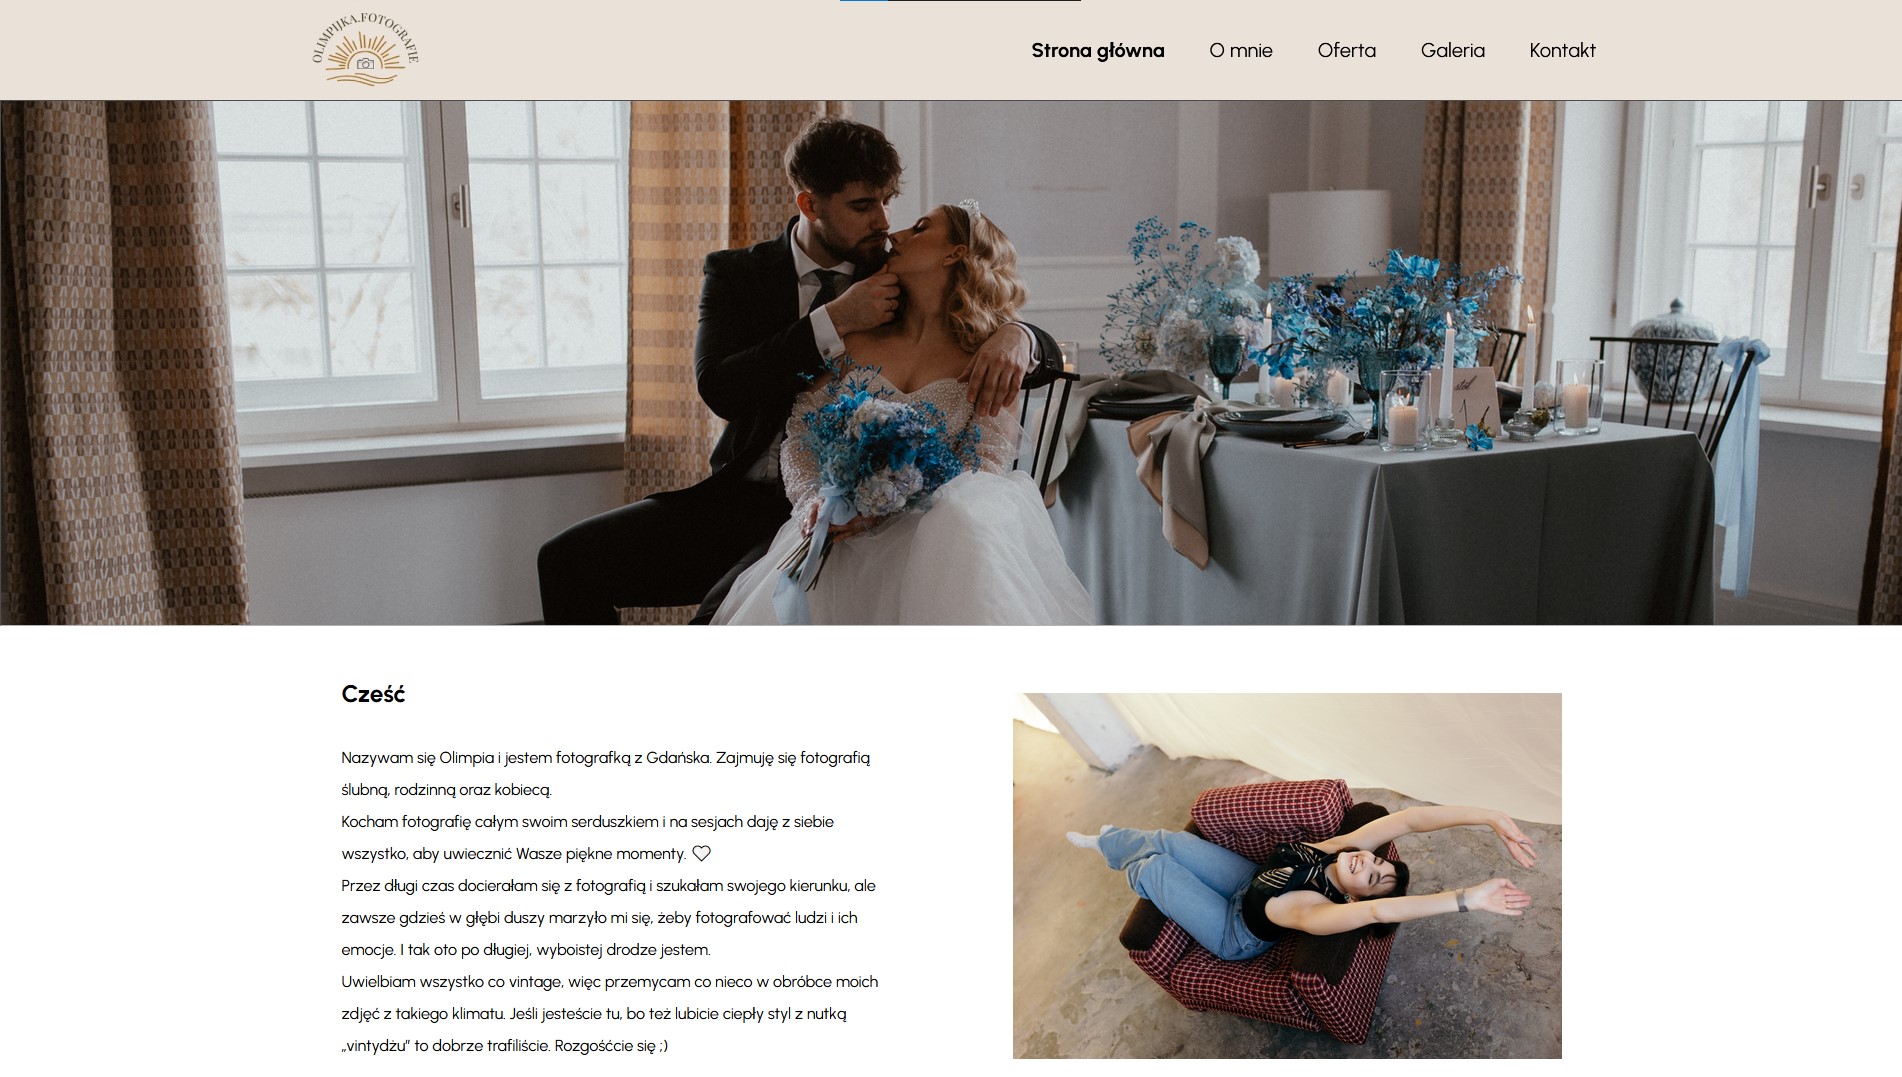 OLIMPIJKA.FOTOGRAFIE
Strona główna O mnie Oferta Galeria Kontakt
stół
1
Cześć
Nazywam się Olimpia i jestem fotografką z Gdańska. Zajmuję się fotografią
ślubną, rodzinną oraz kobiecą.
Kocham fotografię całym swoim serduszkiem i na sesjach daję z siebie
wszystko, aby uwiecznić Wasze piękne momenty. ♡
Przez długi czas docierałam się z fotografią i szukałam swojego kierunku, ale
zawsze gdzieś w głębi duszy marzyło mi się, żeby fotografować ludzi i ich
emocje. I tak oto po długiej, wyboistej drodze jestem.
Uwielbiam wszystko co vintage, więc przemycam co nieco w obróbce moich
zdjęć z takiego klimatu. Jeśli jesteście tu, bo też lubicie ciepły styl z nutką
„vintydżu” to dobrze trafiliście. Rozgośćcie się ;)